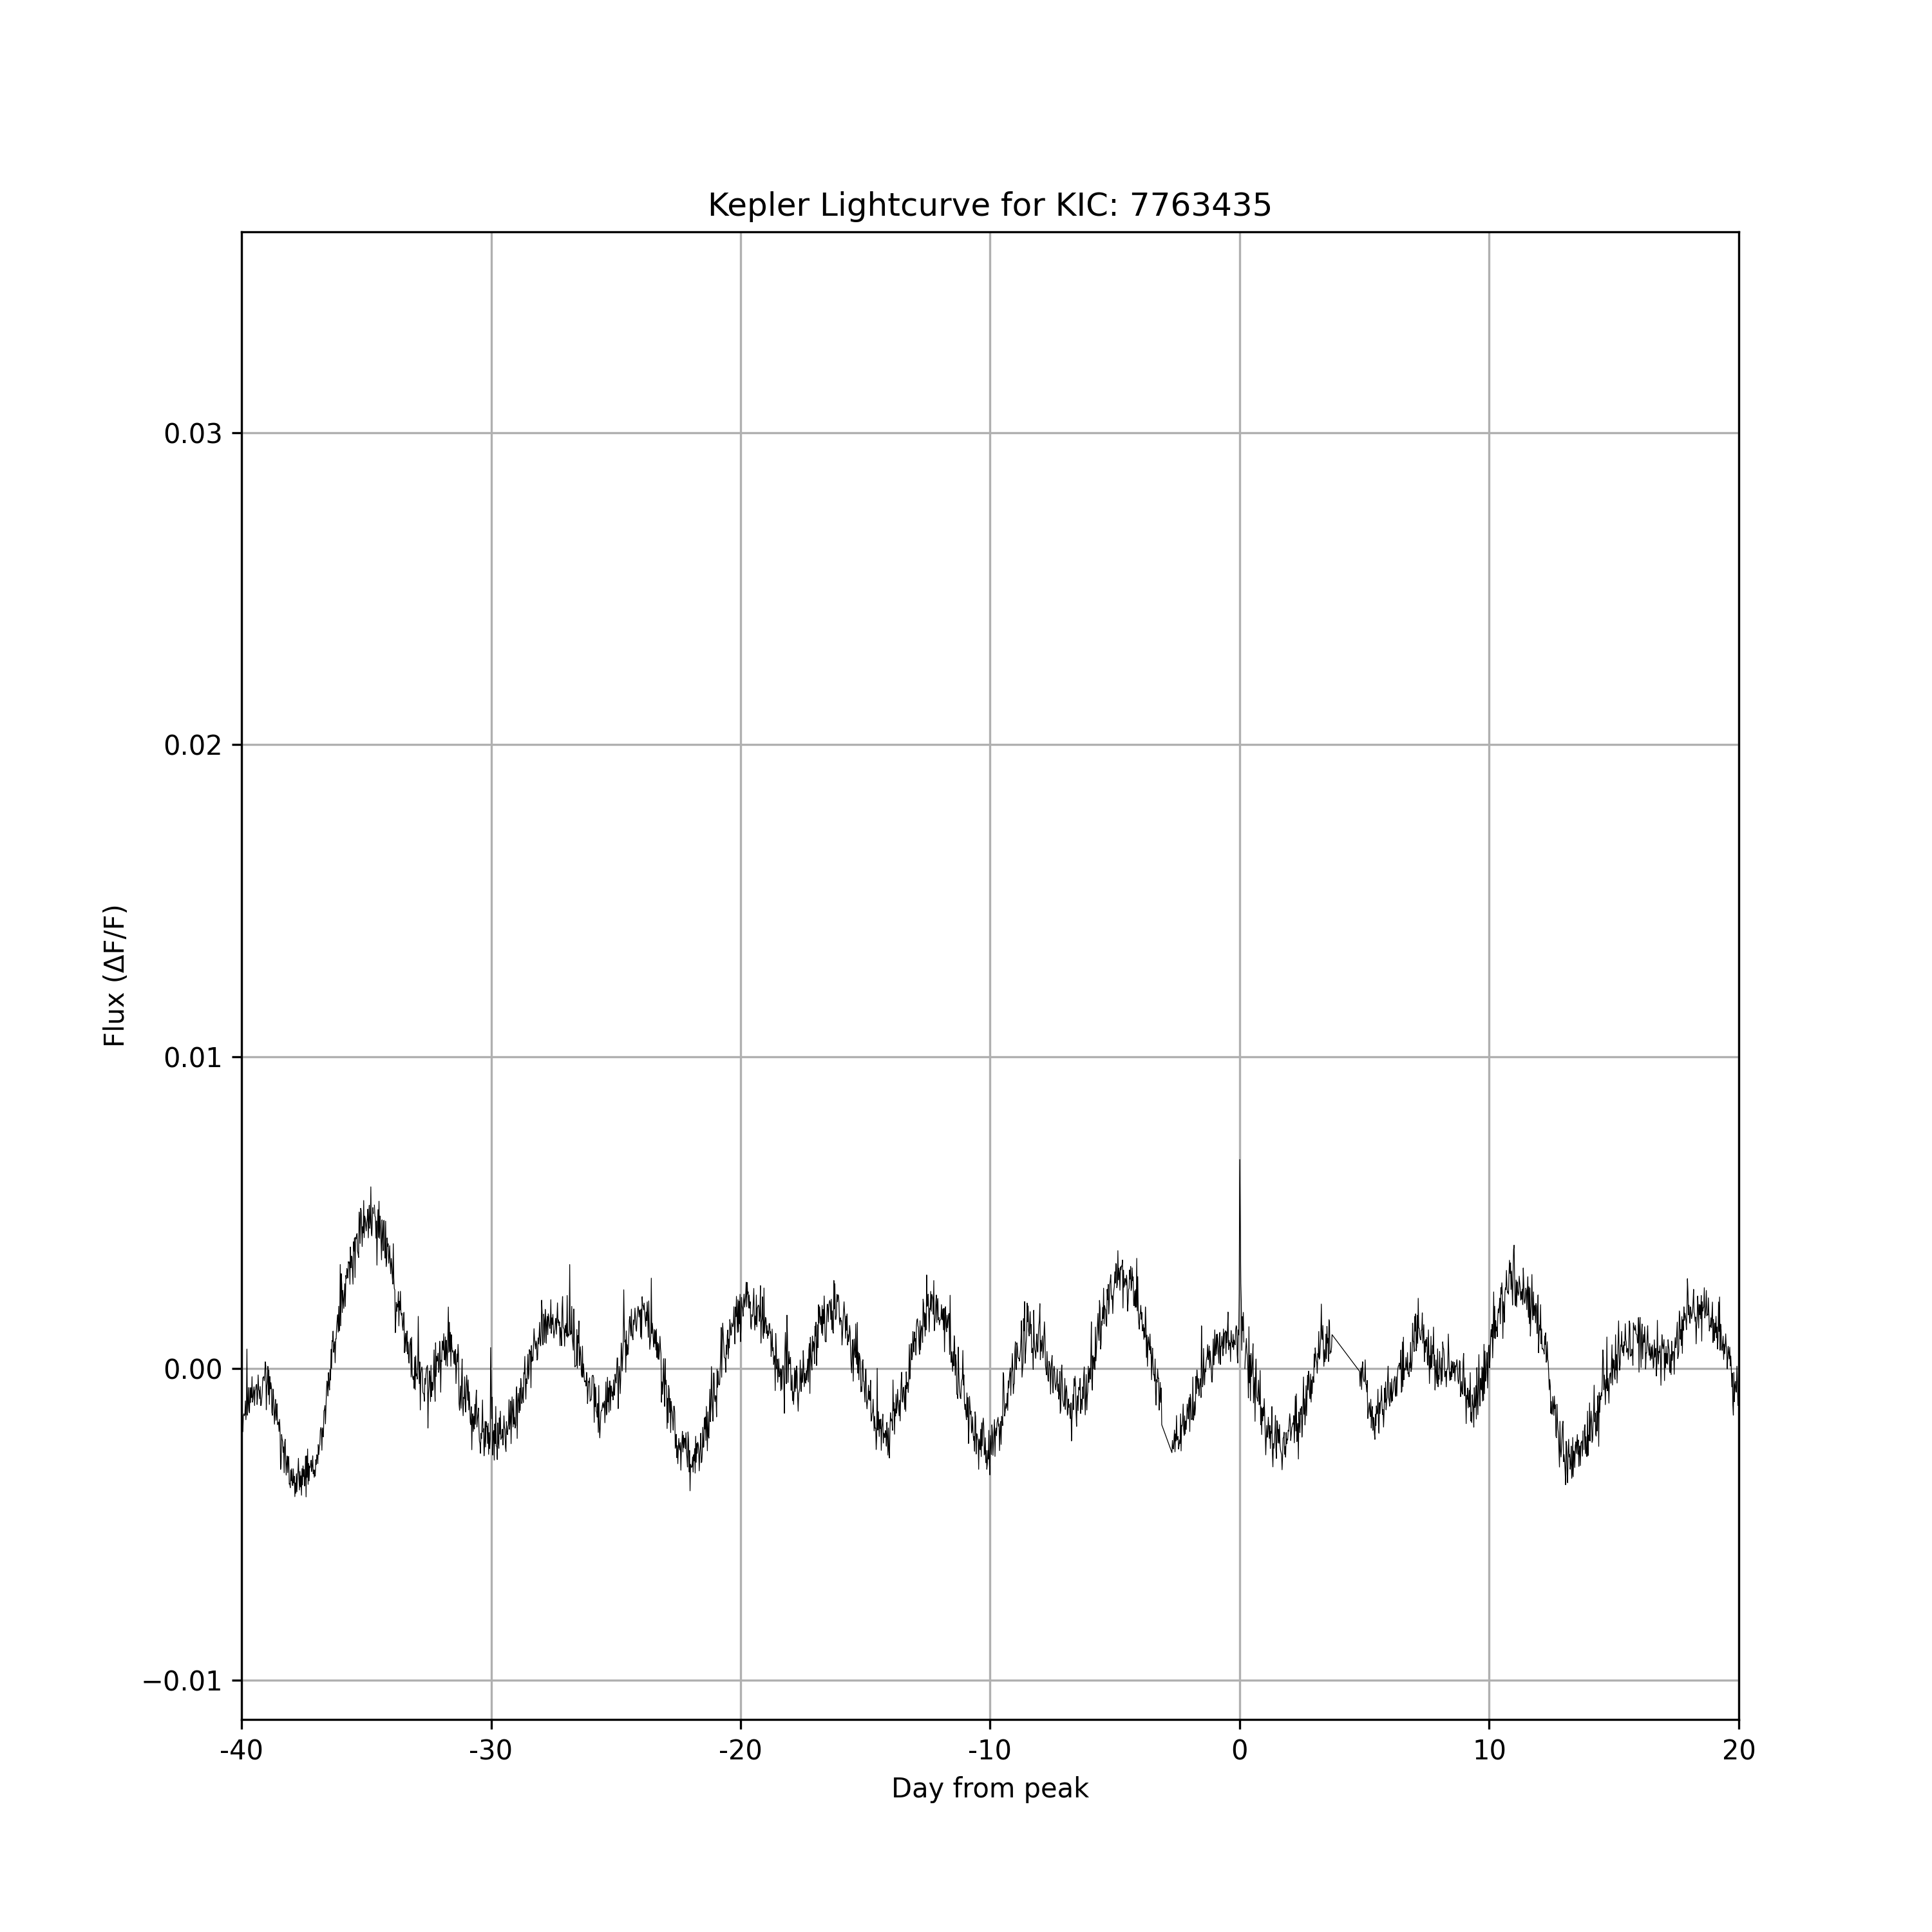 Kepler Lightcurve for KIC: 7763435
Flux (ΔF/F)
0.03
0.02
0.01
0.00
−0.01
-40 -30 -20 -10 0 10 20
Day from peak